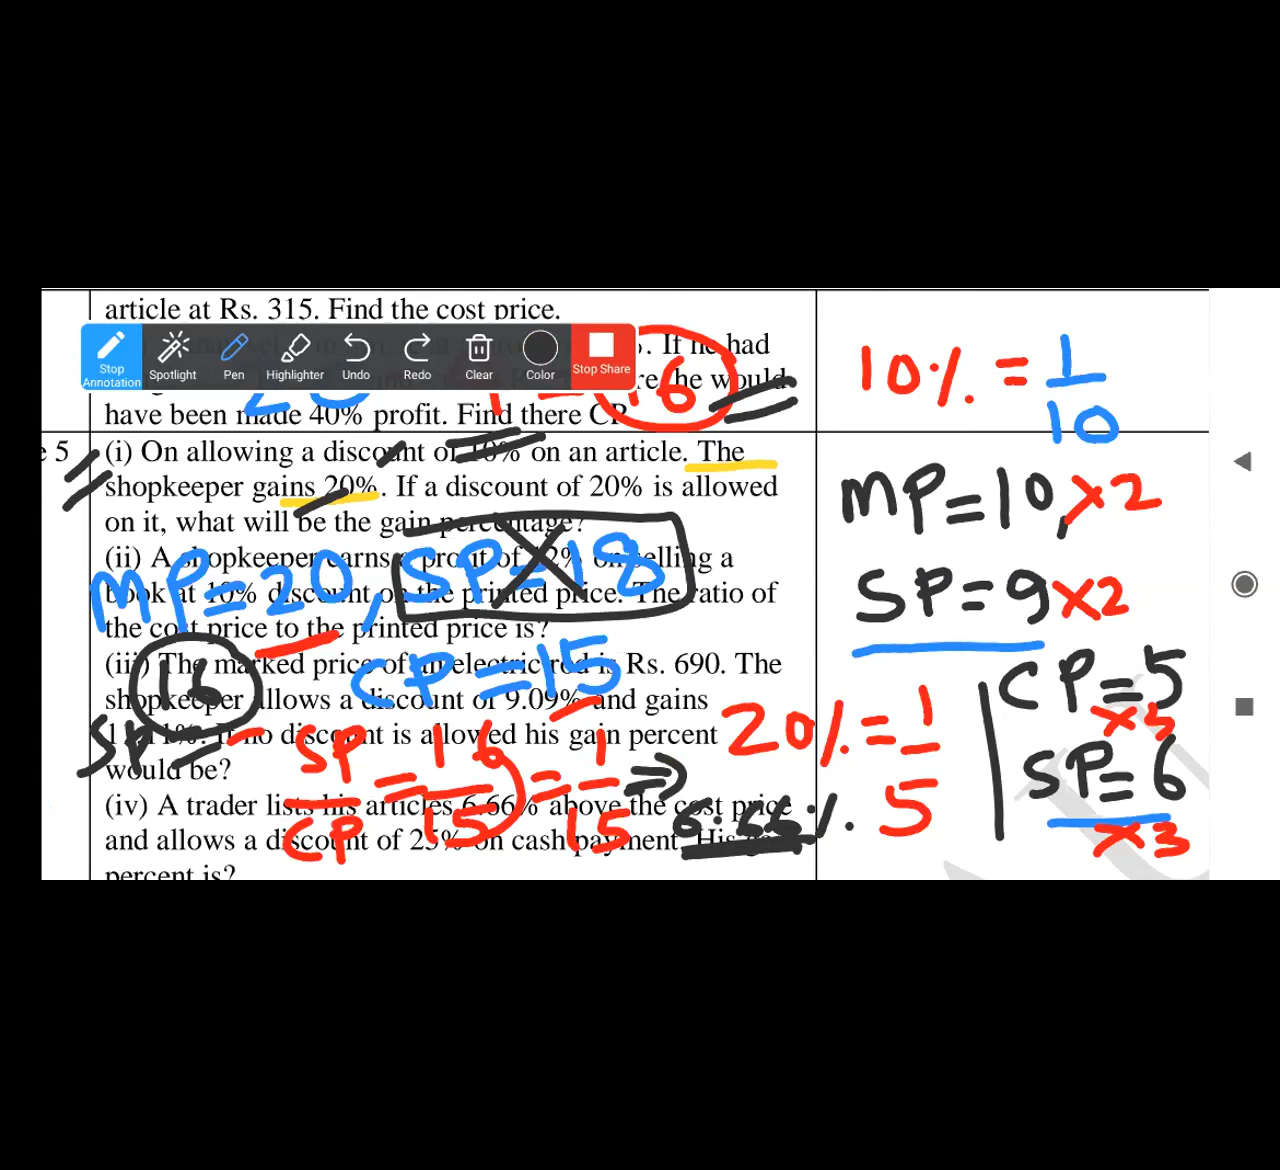 article at Rs. 315. Find the cost price.
Stop Annotation
Spotlight
Pen
Highlighter
Undo
Redo
Clear
Color
Stop Share
. If he had
he would
have been made 40% profit. Find there CP
.6
5 (i) On allowing a discount of 10% on an article. The
shopkeeper gains 20%. If a discount of 20% is allowed
on it, what will be the gain percentage?
(ii) A shopkeeper earns a profit of 12% on selling a
book at 10% discount on the printed price. The ratio of
the cost price to the printed price is?
(iii) The marked price of an electric rod is Rs. 690. The
shopkeeper allows a discount of 9.09% and gains
If no discount is allowed his gain percent
would be?
(iv) A trader lists his articles 6.66% above the cost price
and allows a discount of 25% on cash payment. His gain
percent is?
MP=20, SP=18
CP=15
SP=
16
SP/CP = 16/15 = 1/15 ⇒ 6.66%
10% = 1/10
MP=10, ×2
SP=9×2
20% = 1/5
CP=5
×3
SP=6
×3